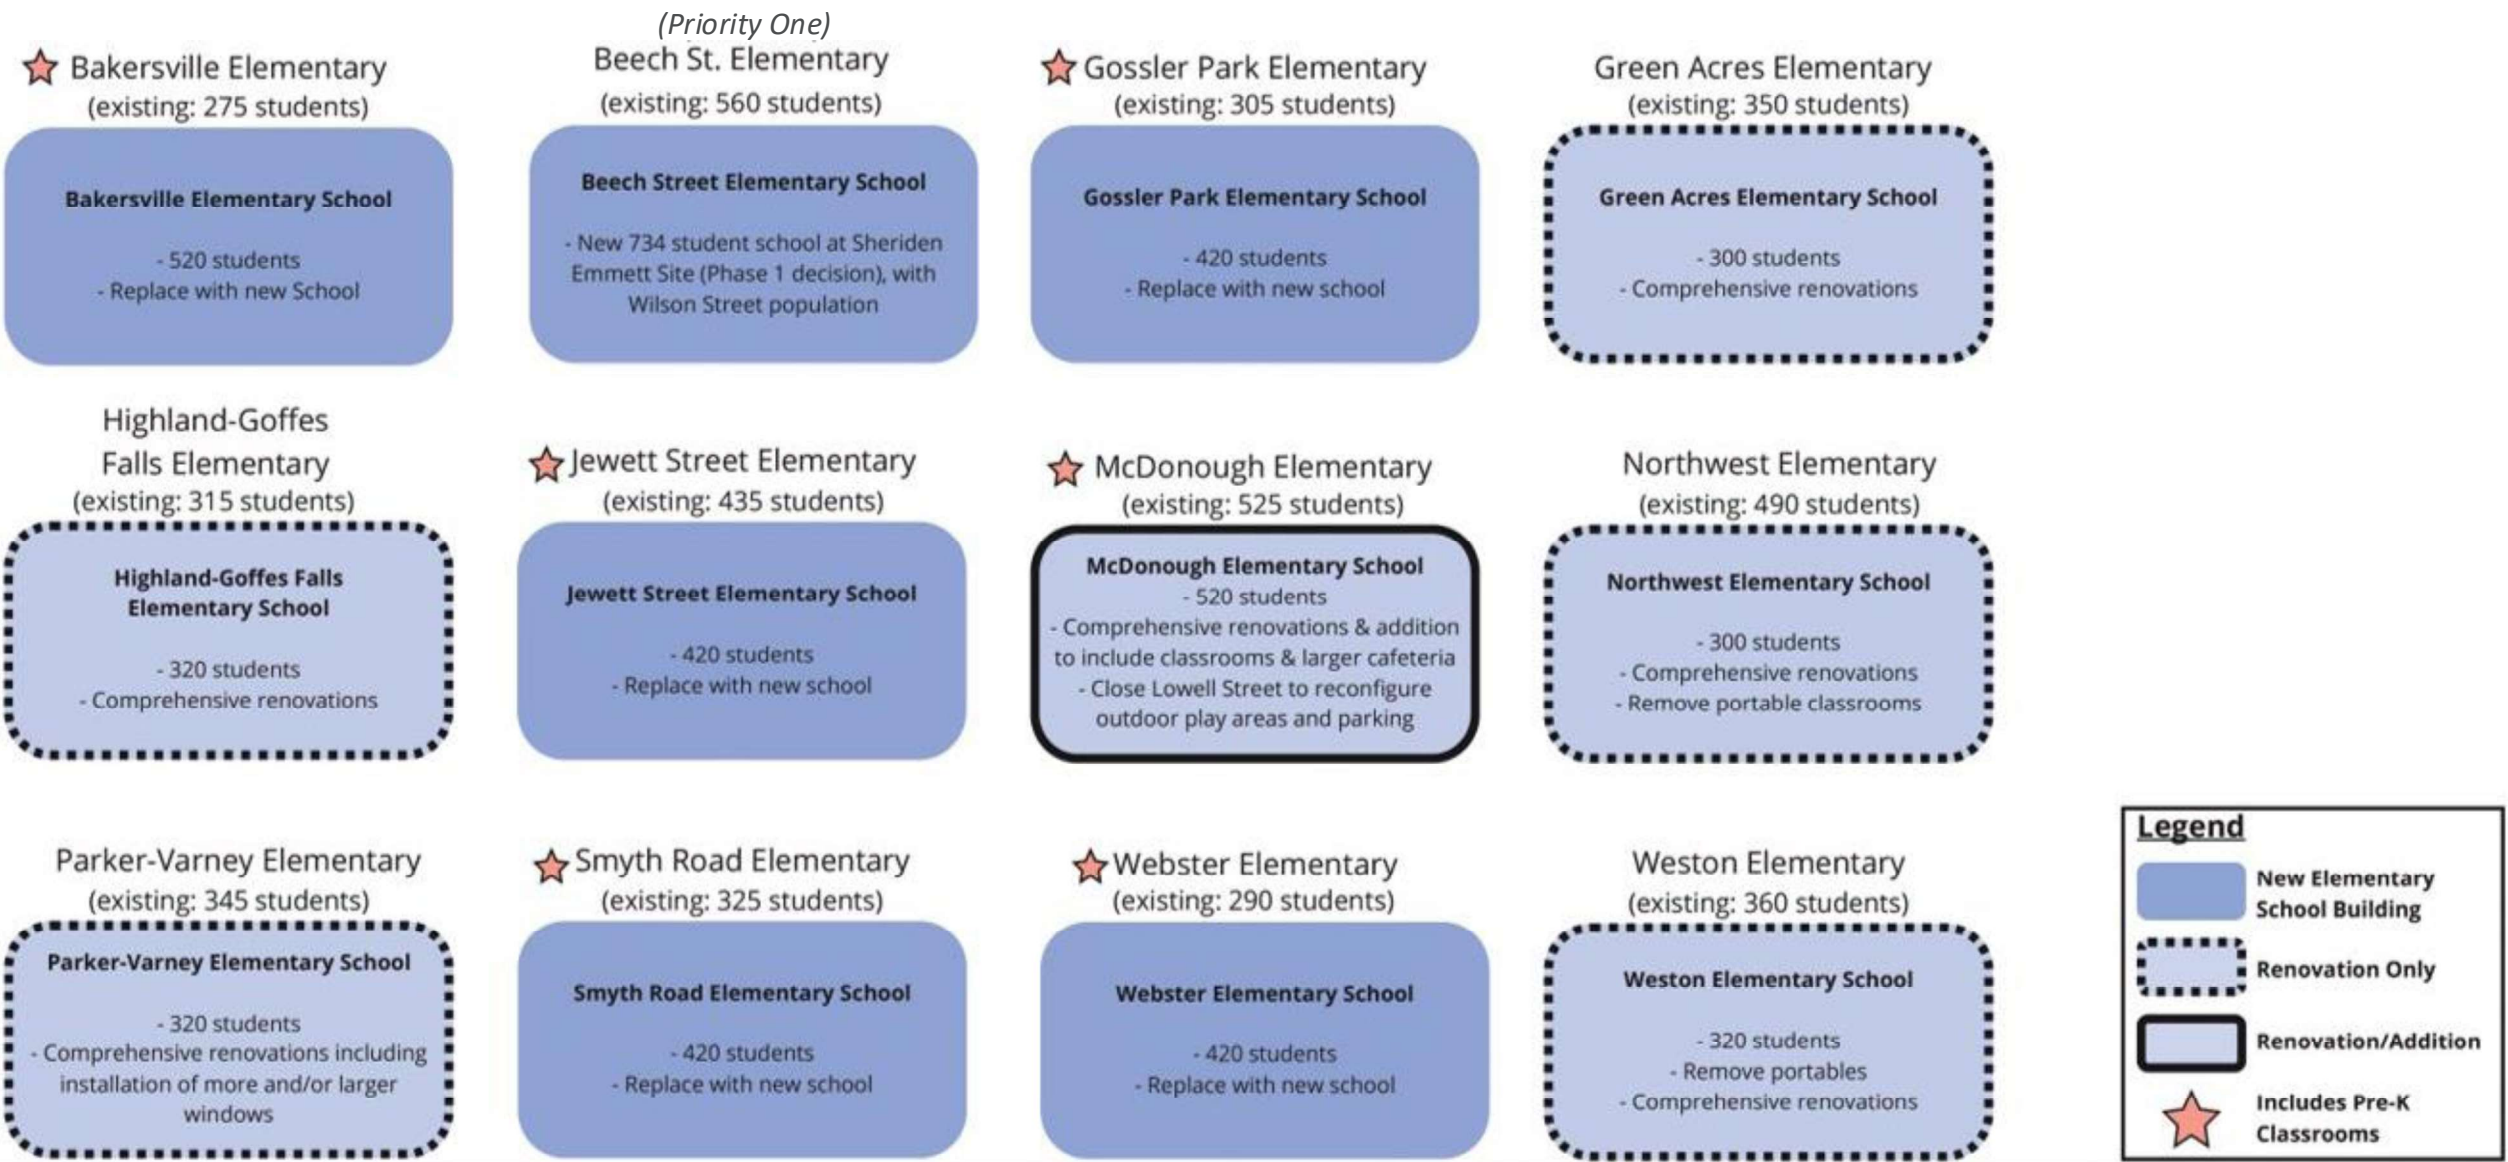 (Priority One)
Bakersville Elementary
(existing: 275 students)
Bakersville Elementary School
- 520 students
- Replace with new School
Beech St. Elementary
(existing: 560 students)
Beech Street Elementary School
- New 734 student school at Sheriden
Emmett Site (Phase 1 decision), with
Wilson Street population
Gossler Park Elementary
(existing: 305 students)
Gossler Park Elementary School
- 420 students
- Replace with new school
Green Acres Elementary
(existing: 350 students)
Green Acres Elementary School
- 300 students
- Comprehensive renovations
Highland-Goffes
Falls Elementary
(existing: 315 students)
Highland-Goffes Falls
Elementary School
- 320 students
- Comprehensive renovations
Jewett Street Elementary
(existing: 435 students)
Jewett Street Elementary School
- 420 students
- Replace with new school
McDonough Elementary
(existing: 525 students)
McDonough Elementary School
- 520 students
- Comprehensive renovations & addition
to include classrooms & larger cafeteria
- Close Lowell Street to reconfigure
outdoor play areas and parking
Northwest Elementary
(existing: 490 students)
Northwest Elementary School
- 300 students
- Comprehensive renovations
- Remove portable classrooms
Parker-Varney Elementary
(existing: 345 students)
Parker-Varney Elementary School
- 320 students
- Comprehensive renovations including
installation of more and/or larger
windows
Smyth Road Elementary
(existing: 325 students)
Smyth Road Elementary School
- 420 students
- Replace with new school
Webster Elementary
(existing: 290 students)
Webster Elementary School
- 420 students
- Replace with new school
Weston Elementary
(existing: 360 students)
Weston Elementary School
- 320 students
- Remove portables
- Comprehensive renovations
Legend
New Elementary
School Building
Renovation Only
Renovation/Addition
Includes Pre-K
Classrooms